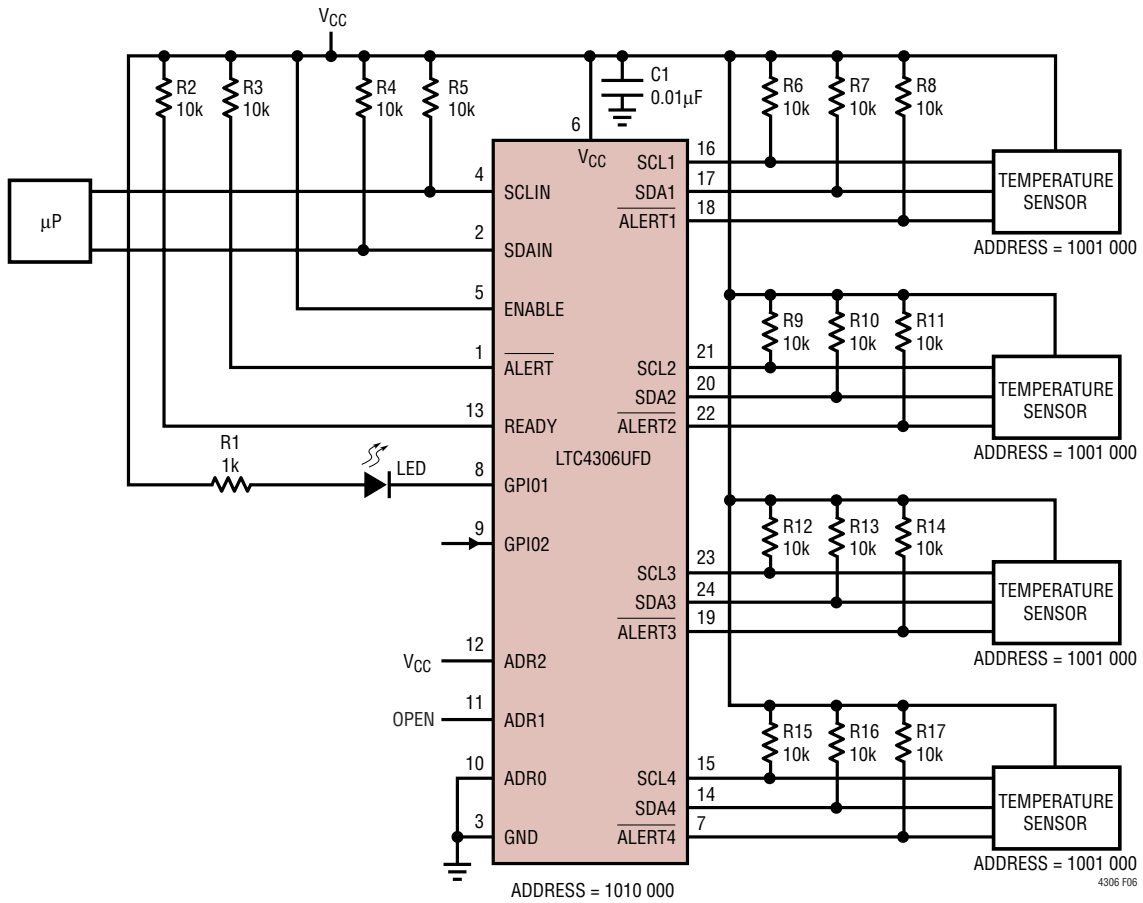 VCC
R2
10k
R3
10k
R4
10k
R5
10k
C1
0.01µF
R6
10k
R7
10k
R8
10k
6
VCC
µP
4
SCLIN
2
SDAIN
5
ENABLE
1
ALERT
13
READY
R1
1k
LED
8
GPIO1
9
GPIO2
VCC
12
ADR2
OPEN
11
ADR1
10
ADR0
3
GND
LTC4306UFD
ADDRESS = 1010 000
SCL1
16
SDA1
17
ALERT1
18
TEMPERATURE
SENSOR
ADDRESS = 1001 000
R9
10k
R10
10k
R11
10k
SCL2
21
SDA2
20
ALERT2
22
TEMPERATURE
SENSOR
ADDRESS = 1001 000
R12
10k
R13
10k
R14
10k
SCL3
23
SDA3
24
ALERT3
19
TEMPERATURE
SENSOR
ADDRESS = 1001 000
R15
10k
R16
10k
R17
10k
SCL4
15
SDA4
14
ALERT4
7
TEMPERATURE
SENSOR
ADDRESS = 1001 000
4306 F06